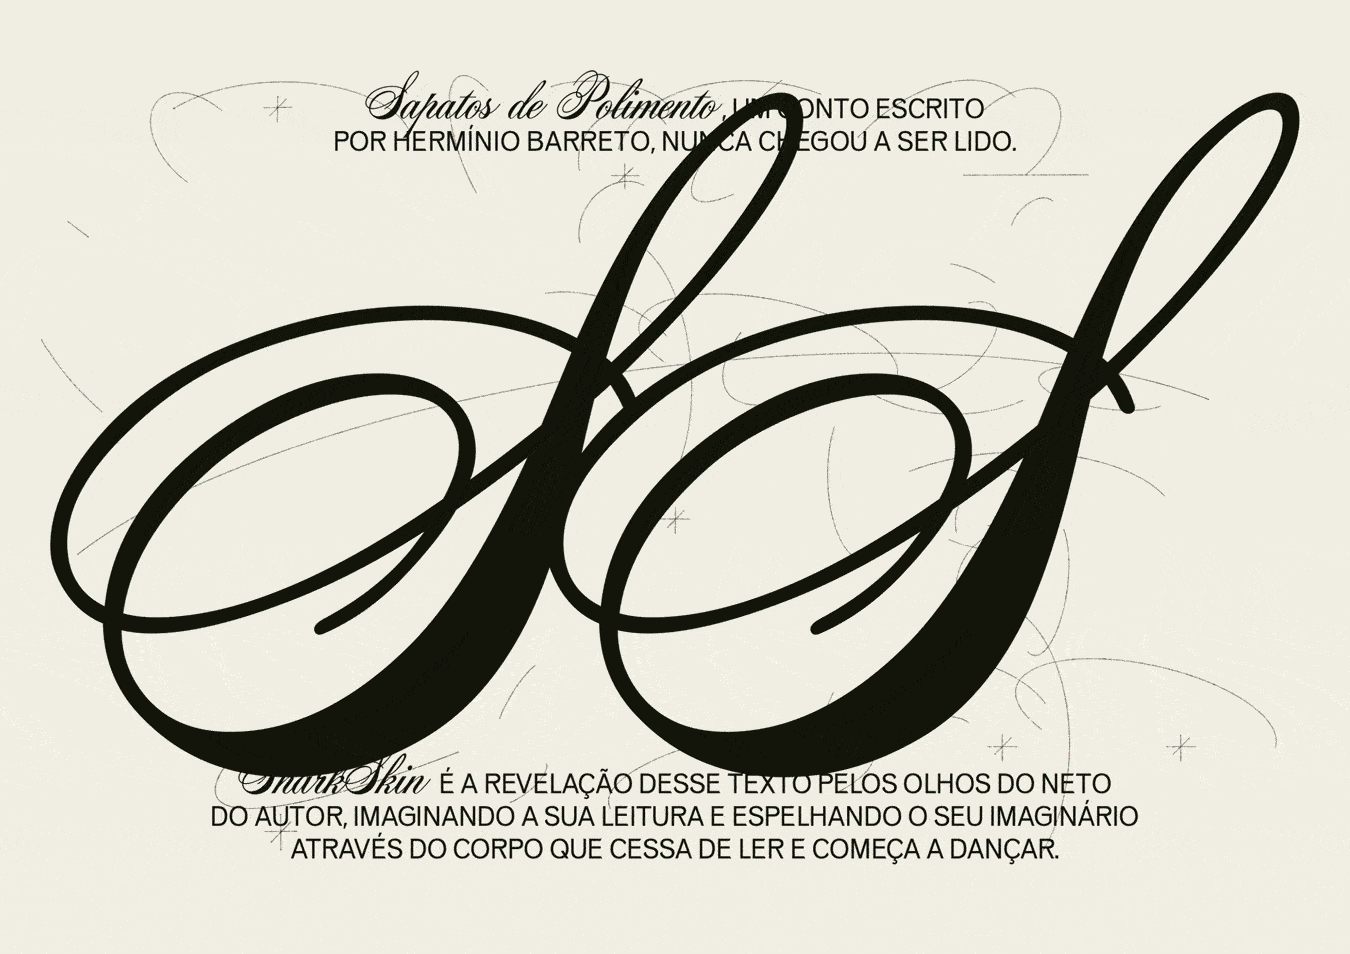 Sapatos de Polimento, UM CONTO ESCRITO
POR HERMÍNIO BARRETO, NUNCA CHEGOU A SER LIDO.
SS
SharkSkin É A REVELAÇÃO DESSE TEXTO PELOS OLHOS DO NETO
DO AUTOR, IMAGINANDO A SUA LEITURA E ESPELHANDO O SEU IMAGINÁRIO
ATRAVÉS DO CORPO QUE CESSA DE LER E COMEÇA A DANÇAR.